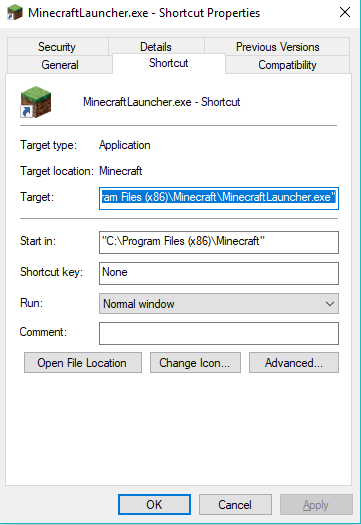 MinecraftLauncher.exe - Shortcut Properties
Security Details Previous Versions
General Shortcut Compatibility
MinecraftLauncher.exe - Shortcut
Target type: Application
Target location: Minecraft
Target: ram Files (x86)\Minecraft\MinecraftLauncher.exe"
Start in: "C:\Program Files (x86)\Minecraft"
Shortcut key: None
Run: Normal window
Comment:
Open File Location Change Icon... Advanced...
OK Cancel Apply